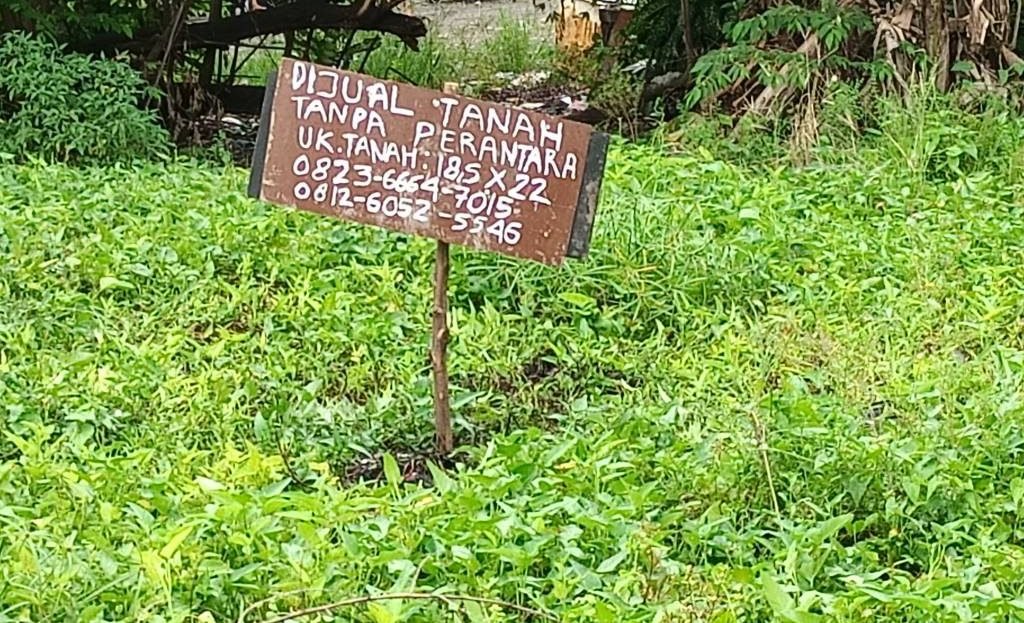 DIJUAL TANAH
TANPA PERANTARA
UK.TANAH: 18,5 X 22
0823-6664-7015
0812-6052-5546